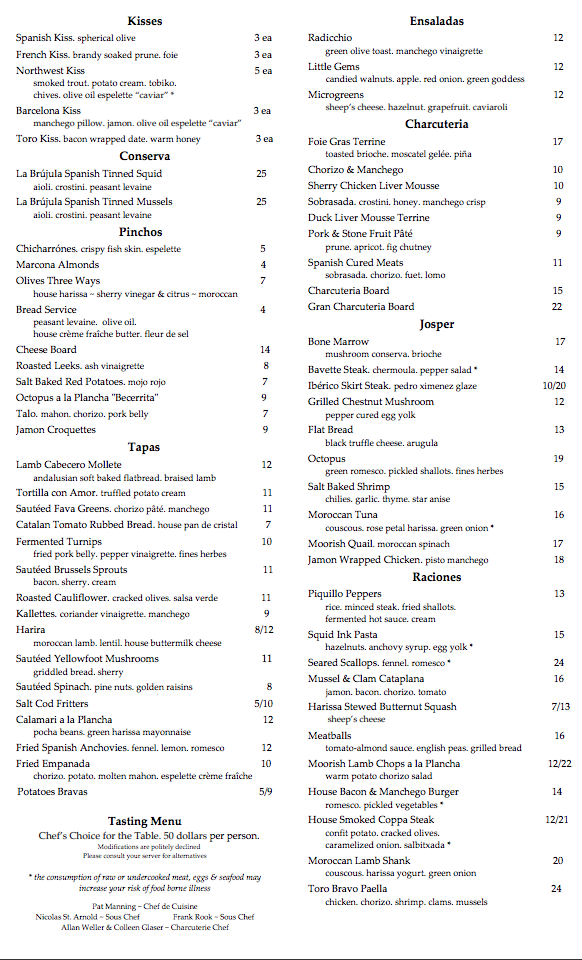 Kisses
Spanish Kiss. spherical olive 3 ea
French Kiss. brandy soaked prune. foie 3 ea
Northwest Kiss 5 ea
smoked trout. potato cream. tobiko.
chives. olive oil espelette “caviar” *
Barcelona Kiss 3 ea
manchego pillow. jamon. olive oil espelette “caviar”
Toro Kiss. bacon wrapped date. warm honey 3 ea
Conserva
La Brújula Spanish Tinned Squid 25
aioli. crostini. peasant levaine
La Brújula Spanish Tinned Mussels 25
aioli. crostini. peasant levaine
Pinchos
Chicharrónes. crispy fish skin. espelette 5
Marcona Almonds 4
Olives Three Ways 7
house harissa ~ sherry vinegar & citrus ~ moroccan
Bread Service 4
peasant levaine. olive oil.
house crème fraîche butter. fleur de sel
Cheese Board 14
Roasted Leeks. ash vinaigrette 8
Salt Baked Red Potatoes. mojo rojo 7
Octopus a la Plancha "Becerrita" 9
Talo. mahon. chorizo. pork belly 7
Jamon Croquettes 9
Tapas
Lamb Cabecero Mollete 12
andalusian soft baked flatbread. braised lamb
Tortilla con Amor. truffled potato cream 11
Sautéed Fava Greens. chorizo pâté. manchego 11
Catalan Tomato Rubbed Bread. house pan de cristal 7
Fermented Turnips 10
fried pork belly. pepper vinaigrette. fines herbes
Sautéed Brussels Sprouts 11
bacon. sherry. cream
Roasted Cauliflower. cracked olives. salsa verde 11
Kallettes. coriander vinaigrette. manchego 9
Harira 8/12
moroccan lamb. lentil. house buttermilk cheese
Sautéed Yellowfoot Mushrooms 11
griddled bread. sherry
Sautéed Spinach. pine nuts. golden raisins 8
Salt Cod Fritters 5/10
Calamari a la Plancha 12
pocha beans. green harissa mayonnaise
Fried Spanish Anchovies. fennel. lemon. romesco 12
Fried Empanada 10
chorizo. potato. molten mahon. espelette crème fraîche
Potatoes Bravas 5/9
Tasting Menu
Chef's Choice for the Table. 50 dollars per person.
Modifications are politely declined
Please consult your server for alternatives
* the consumption of raw or undercooked meat, eggs & seafood may
increase your risk of food borne illness
Pat Manning ~ Chef de Cuisine
Nicolas St. Arnold ~ Sous Chef Frank Rook ~ Sous Chef
Allan Weller & Colleen Glaser ~ Charcuterie Chef
Ensaladas
Radicchio 12
green olive toast. manchego vinaigrette
Little Gems 12
candied walnuts. apple. red onion. green goddess
Microgreens 12
sheep's cheese. hazelnut. grapefruit. caviaroli
Charcuteria
Foie Gras Terrine 17
toasted brioche. moscatel gelée. piña
Chorizo & Manchego 10
Sherry Chicken Liver Mousse 10
Sobrasada. crostini. honey. manchego crisp 9
Duck Liver Mousse Terrine 9
Pork & Stone Fruit Pâté 9
prune. apricot. fig chutney
Spanish Cured Meats 11
sobrasada. chorizo. fuet. lomo
Charcuteria Board 15
Gran Charcuteria Board 22
Josper
Bone Marrow 17
mushroom conserva. brioche
Bavette Steak. chermoula. pepper salad * 14
Ibérico Skirt Steak. pedro ximenez glaze 10/20
Grilled Chestnut Mushroom 12
pepper cured egg yolk
Flat Bread 13
black truffle cheese. arugula
Octopus 19
green romesco. pickled shallots. fines herbes
Salt Baked Shrimp 15
chilies. garlic. thyme. star anise
Moroccan Tuna 16
couscous. rose petal harissa. green onion *
Moorish Quail. moroccan spinach 17
Jamon Wrapped Chicken. pisto manchego 18
Raciones
Piquillo Peppers 13
rice. minced steak. fried shallots.
fermented hot sauce. cream
Squid Ink Pasta 15
hazelnuts. anchovy syrup. egg yolk *
Seared Scallops. fennel. romesco * 24
Mussel & Clam Cataplana 16
jamon. bacon. chorizo. tomato
Harissa Stewed Butternut Squash 7/13
sheep's cheese
Meatballs 16
tomato-almond sauce. english peas. grilled bread
Moorish Lamb Chops a la Plancha 12/22
warm potato chorizo salad
House Bacon & Manchego Burger 14
romesco. pickled vegetables *
House Smoked Coppa Steak 12/21
confit potato. cracked olives.
caramelized onion. salbitxada *
Moroccan Lamb Shank 20
couscous. harissa yogurt. green onion
Toro Bravo Paella 24
chicken. chorizo. shrimp. clams. mussels